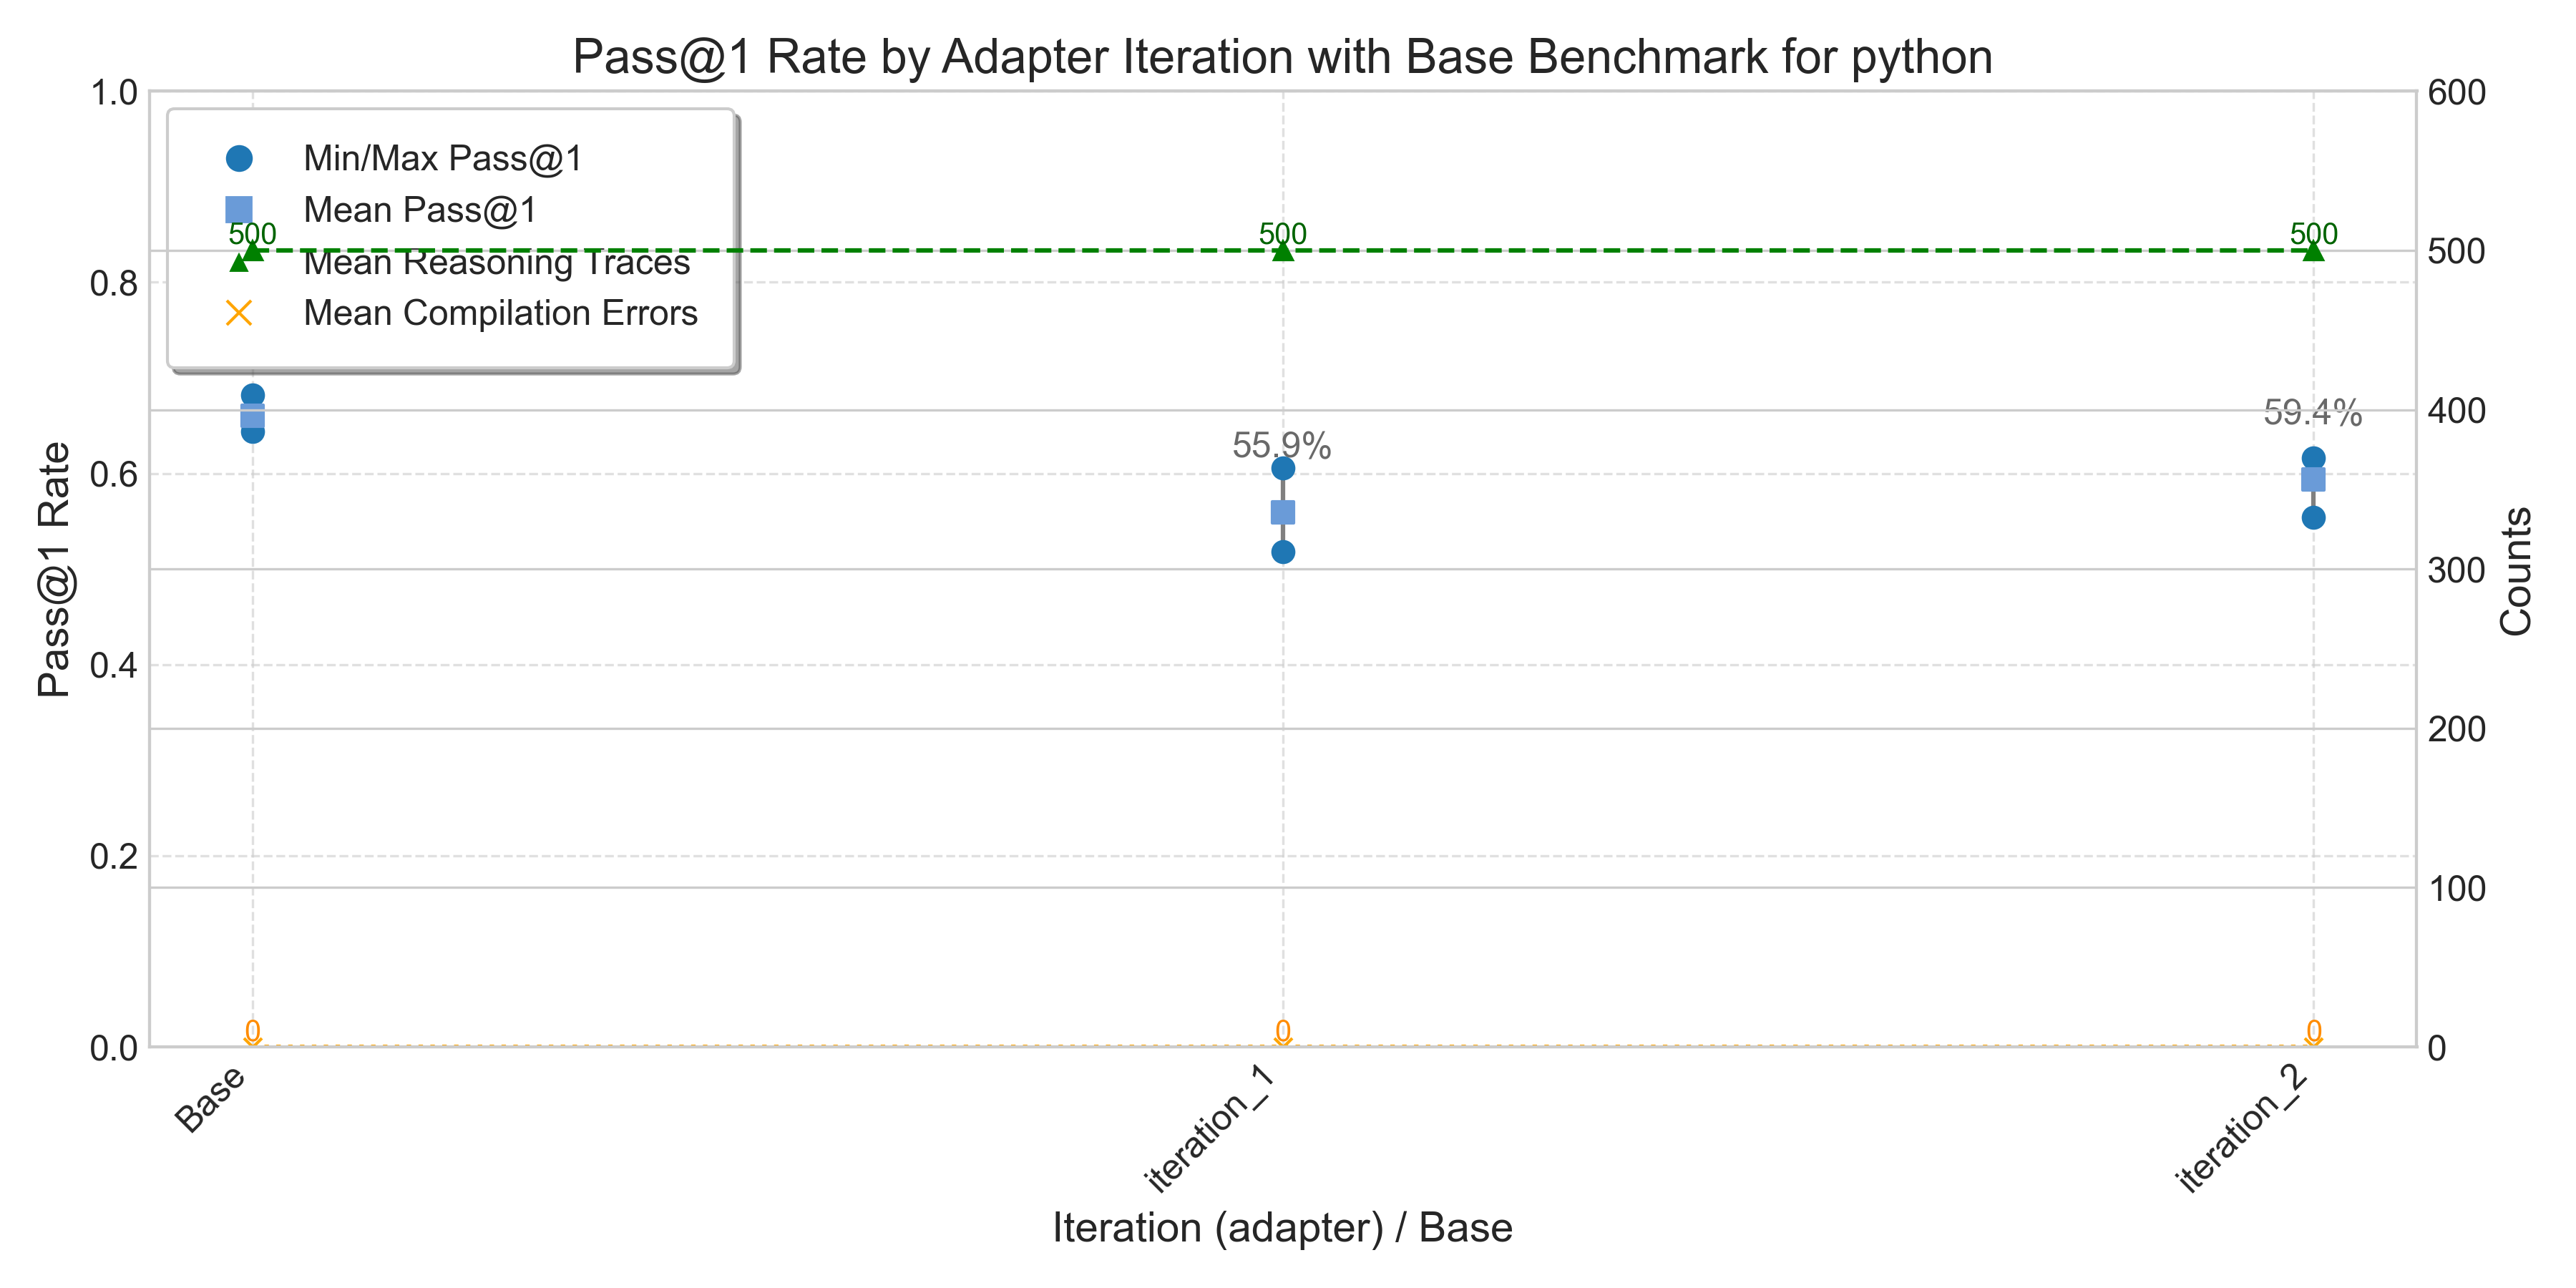 Pass@1 Rate by Adapter Iteration with Base Benchmark for python
1.0
0.8
0.6
0.4
0.2
0.0
Pass@1 Rate
600
500
400
300
200
100
0
Counts
Min/Max Pass@1
Mean Pass@1
Mean Reasoning Traces
Mean Compilation Errors
500
500
500
55.9%
59.4%
0
0
0
Base
iteration_1
iteration_2
Iteration (adapter) / Base